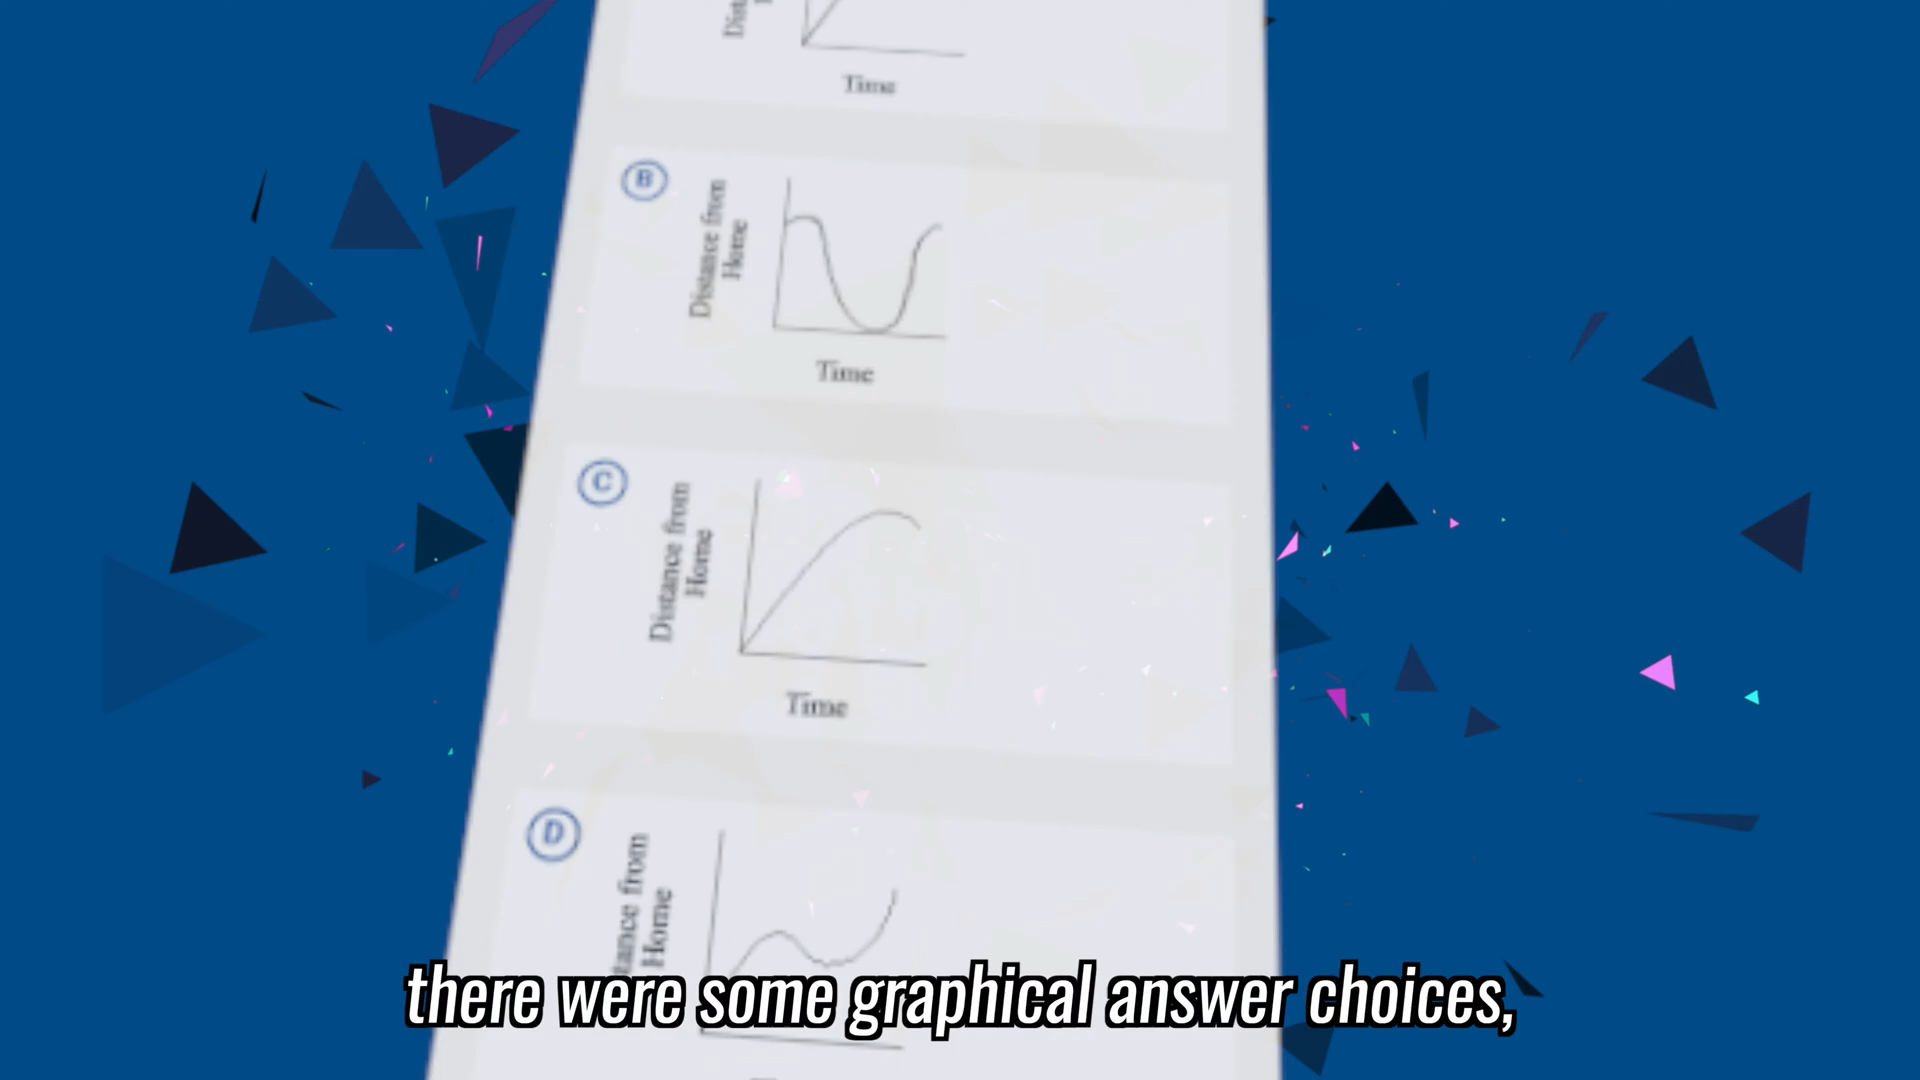 Time
B
Distance from
Home
Time
C
Distance from
Home
Time
D
Home
there were some graphical answer choices,